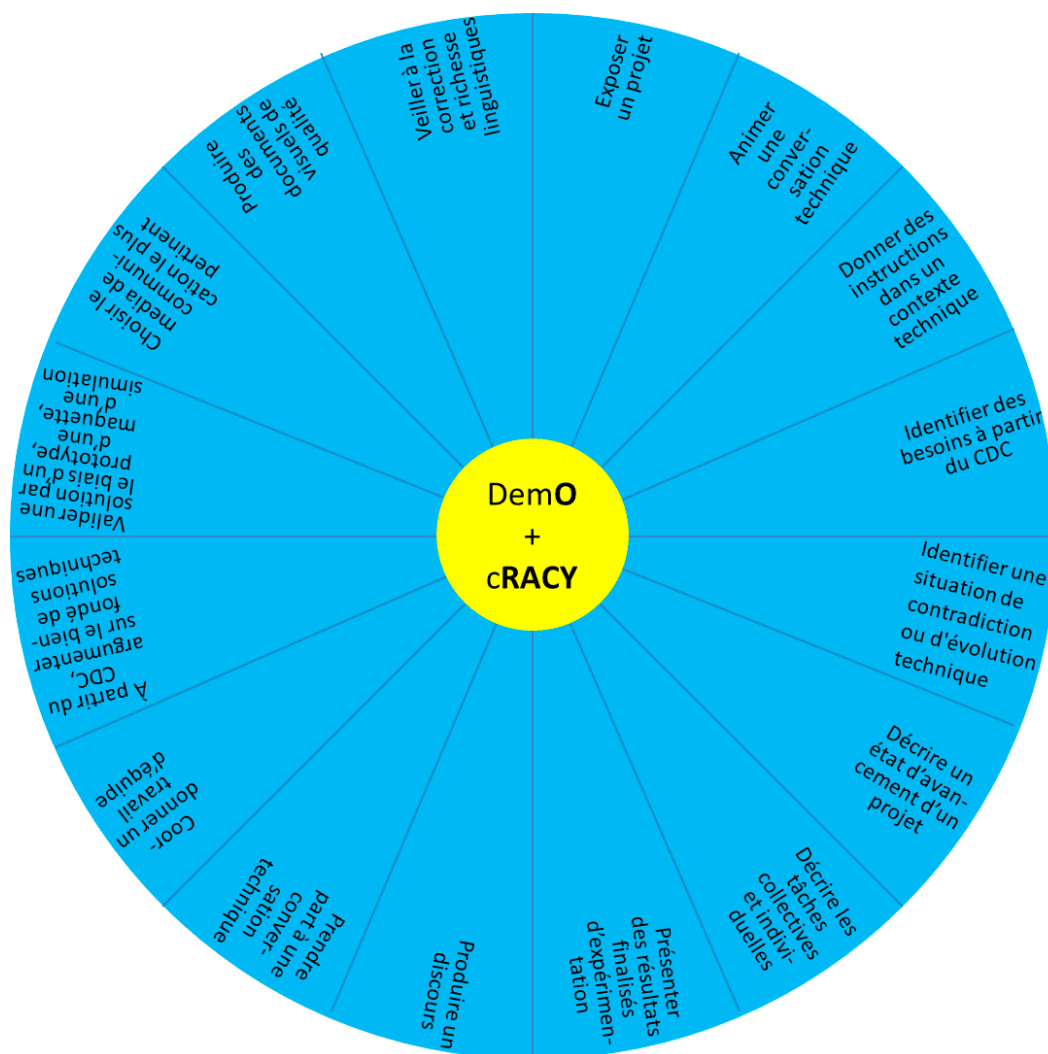 Exposer
un projet
Animer
une
conver-
sation
technique
Donner des
instructions
dans un
contexte
technique
Identifier des
besoins à partir
du CDC
Identifier une
situation de
contradiction
ou d'évolution
technique
Décrire un
état d'avan-
cement d'un
projet
Décrire les
tâches
collectives
et indivi-
duelles
Présenter
des résultats
finalisés
d'expérimen-
tation
Produire un
discours
Prendre
part à une
conver-
sation
technique
Coor-
donner un
travail
d'équipe
À partir du
CDC,
argumenter
sur le bien-
fondé de
solutions
techniques
Valider une
solution par
le biais d'un
prototype,
d'une
maquette,
d'une
simulation
Choisir le
media de
communi-
cation le plus
pertinent
Produire
des
documents
visuels de
qualité
Veiller à la
correction
et richesse
linguistiques
DemO
+
cRACY